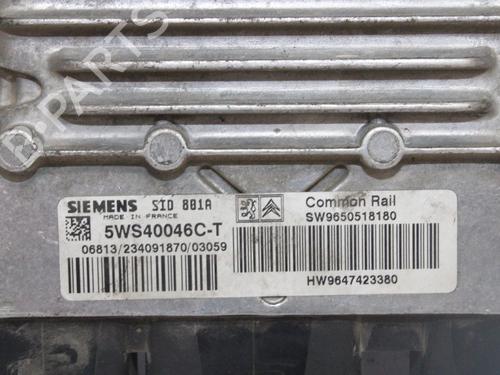 B-PARTS
SIEMENS SID 801A
MADE IN FRANCE
5WS40046C-T
06813/234091870/03059
Common Rail
SW9650518180
HW9647423380